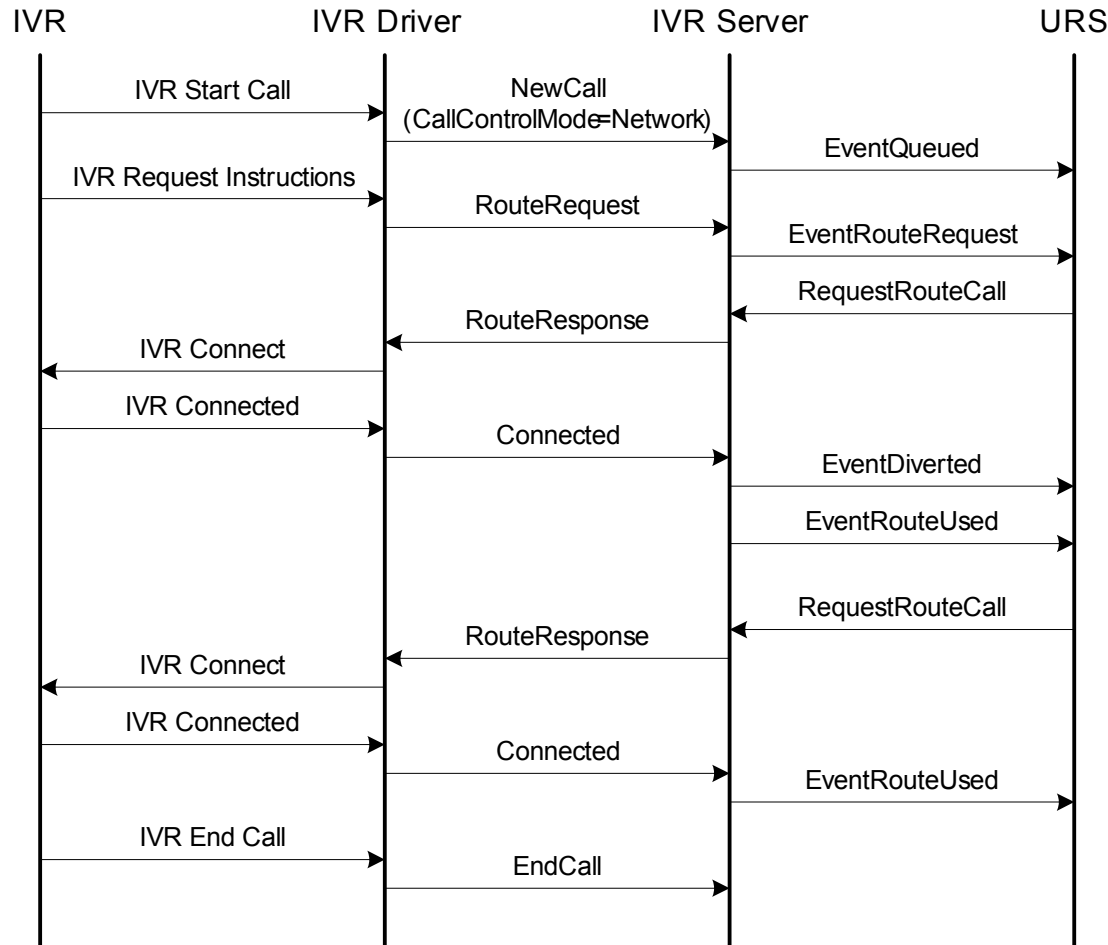 IVR
IVR Driver
IVR Server
URS
IVR Start Call
NewCall
(CallControlMode=Network)
EventQueued
IVR Request Instructions
RouteRequest
EventRouteRequest
RequestRouteCall
RouteResponse
IVR Connect
IVR Connected
Connected
EventDiverted
EventRouteUsed
RequestRouteCall
RouteResponse
IVR Connect
IVR Connected
Connected
EventRouteUsed
IVR End Call
EndCall